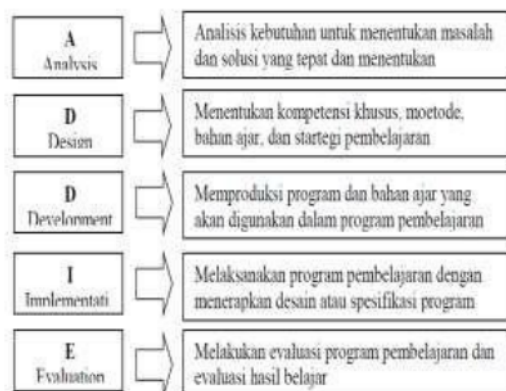 A
Analysis
Analisis kebutuhan untuk menentukan masalah
dan solusi yang tepat dan menentukan
D
Design
Menentukan kompetensi khusus, moetode,
bahan ajar, dan startegi pembelajaran
D
Development
Memproduksi program dan bahan ajar yang
akan digunakan dalam program pembelajaran
I
Implementati
Melaksanakan program pembelajaran dengan
menerapkan desain atau spesifikasi program
E
Evaluation
Melakukan evaluasi program pembelajaran dan
evaluasi hasil belajar